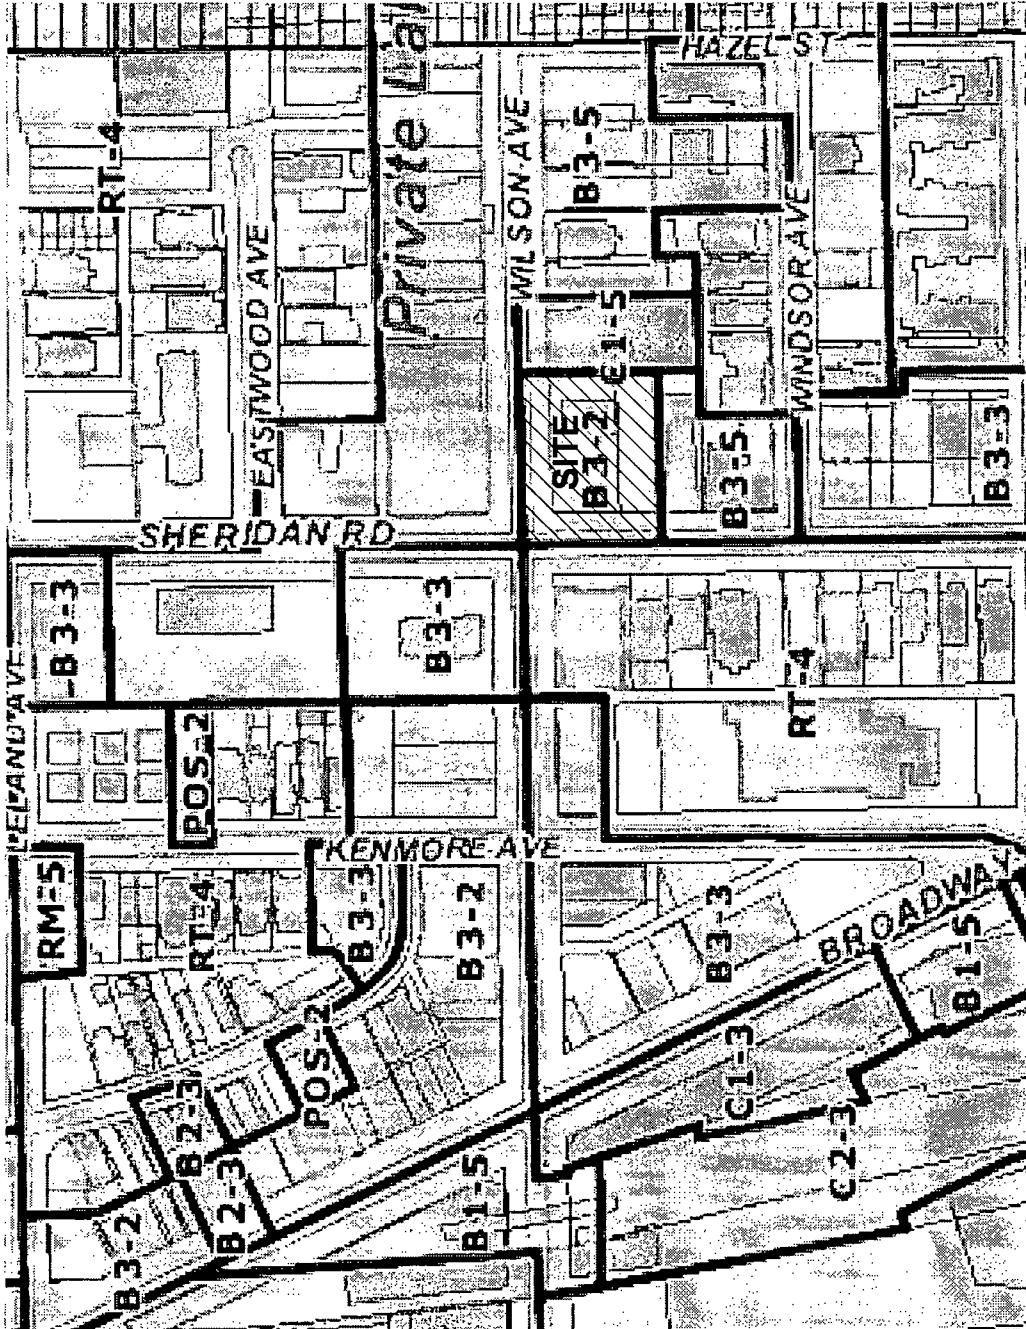 HAZEL ST
Private La
RT-4
WILSON AVE
B3-5
EASTWOOD AVE
WINDSOR AVE
C1-5
SITE
B3-2
B3-5
B3-3
SHERIDAN RD
B3-3
B3-3
RT-4
LELAND AVE
POS-2
KENMORE AVE
RM-5
RT-4
B3-3
B3-2
B3-3
BROADWAY
B1-5
POS-2
C1-3
B2-3
C2-3
B2-3
B1-5
B3-2